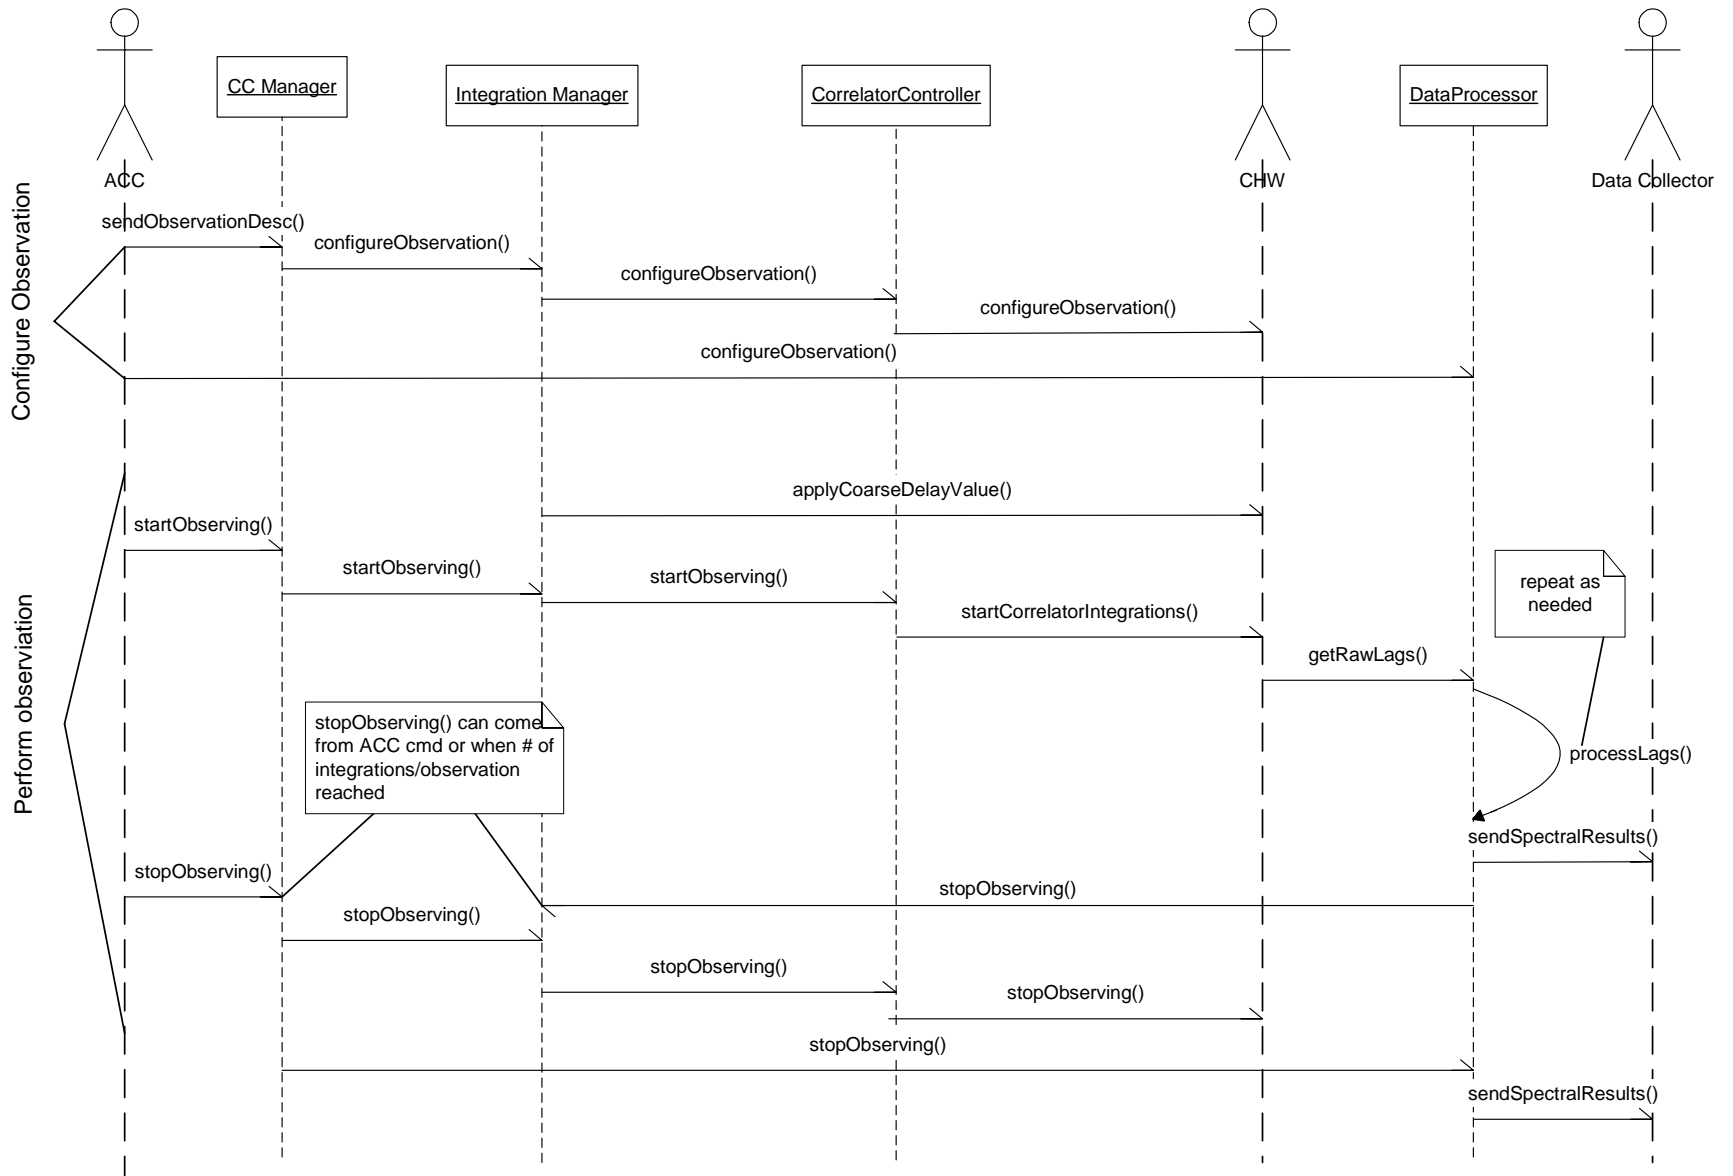 CC Manager
Integration Manager
CorrelatorController
DataProcessor
ACC
CHW
Data Collector
Configure Observation
sendObservationDesc()
configureObservation()
configureObservation()
configureObservation()
configureObservation()
Perform observiation
applyCoarseDelayValue()
startObserving()
startObserving()
startObserving()
repeat as
needed
startCorrelatorIntegrations()
getRawLags()
stopObserving() can come
from ACC cmd or when # of
integrations/observation
reached
processLags()
sendSpectralResults()
stopObserving()
stopObserving()
stopObserving()
stopObserving()
stopObserving()
stopObserving()
sendSpectralResults()